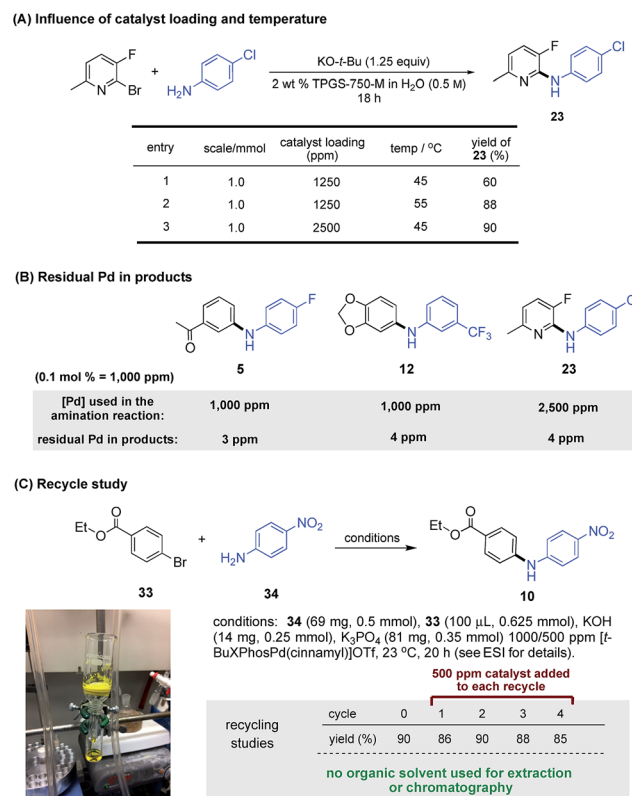 (A) Influence of catalyst loading and temperature
F
N
Br
+
H2N
Cl
KO-t-Bu (1.25 equiv)
2 wt % TPGS-750-M in H2O (0.5 M)
18 h
F
N
N
H
Cl
23
entry scale/mmol catalyst loading (ppm) temp / °C yield of 23 (%)
1 1.0 1250 45 60
2 1.0 1250 55 88
3 1.0 2500 45 90
(B) Residual Pd in products
O
N
H
F
5
O
O
N
H
CF3
12
F
N
N
H
23
(0.1 mol % = 1,000 ppm)
[Pd] used in the
amination reaction: 1,000 ppm 1,000 ppm 2,500 ppm
residual Pd in products: 3 ppm 4 ppm 4 ppm
(C) Recycle study
Et
O
O
Br
33
+
H2N
NO2
34
conditions
Et
O
O
N
H
NO2
10
conditions: 34 (69 mg, 0.5 mmol), 33 (100 μL, 0.625 mmol), KOH
(14 mg, 0.25 mmol), K3PO4 (81 mg, 0.35 mmol) 1000/500 ppm [t-
BuXPhosPd(cinnamyl)]OTf, 23 °C, 20 h (see ESI for details).
500 ppm catalyst added
to each recycle
recycling
studies
cycle 0 1 2 3 4
yield (%) 90 86 90 88 85
no organic solvent used for extraction
or chromatography